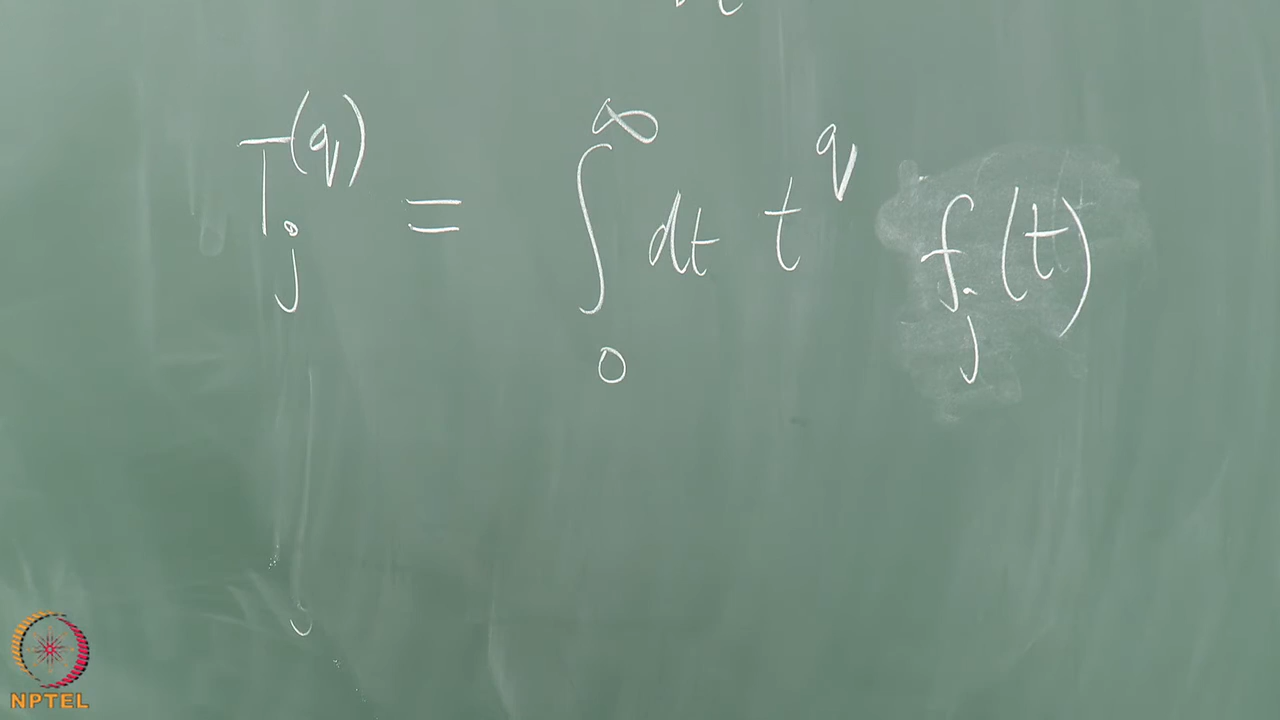 T_j^{(q)} = ∫_0^∞ dt t^q f_j(t)
NPTEL